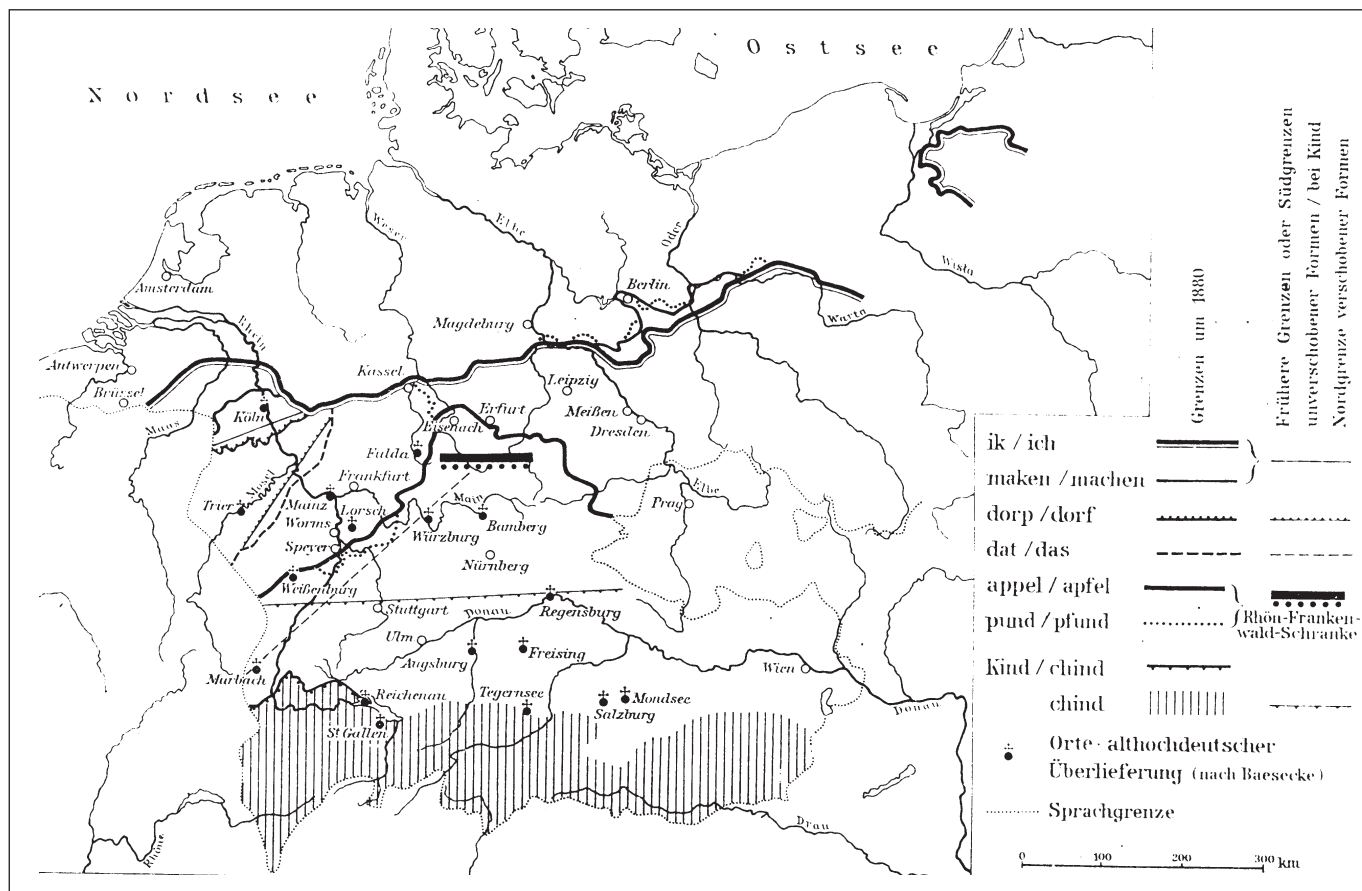 Nordsee
Ostsee
Weser
Elbe
Oder
Wisła
Warta
Amsterdam
Rhein
Berlin
Magdeburg
Antwerpen
Brüssel
Maas
Köln
Kassel
Leipzig
Eisenach
Erfurt
Meißen
Dresden
Fulda
Frankfurt
Mosel
Trier
Mainz
Lorsch
Worms
Speyer
Main
Würzburg
Bamberg
Nürnberg
Prag
Elbe
Weißenburg
Stuttgart
Donau
Regensburg
Ulm
Augsburg
Freising
Wien
Murbach
Reichenau
Tegernsee
Mondsee
Salzburg
St Gallen
Donau
Drau
Rhône
Grenzen um 1880
Frühere Grenzen oder Südgrenzen
unverschobener Formen / bei Kind
Nordgrenze verschobener Formen
ik / ich
maken / machen
dorp / dorf
dat / das
appel / apfel
pund / pfund
Rhön-Franken-
wald-Schranke
Kind / chind
chind
Orte althochdeutscher
Überlieferung (nach Baesecke)
Sprachgrenze
0 100 200 300 km